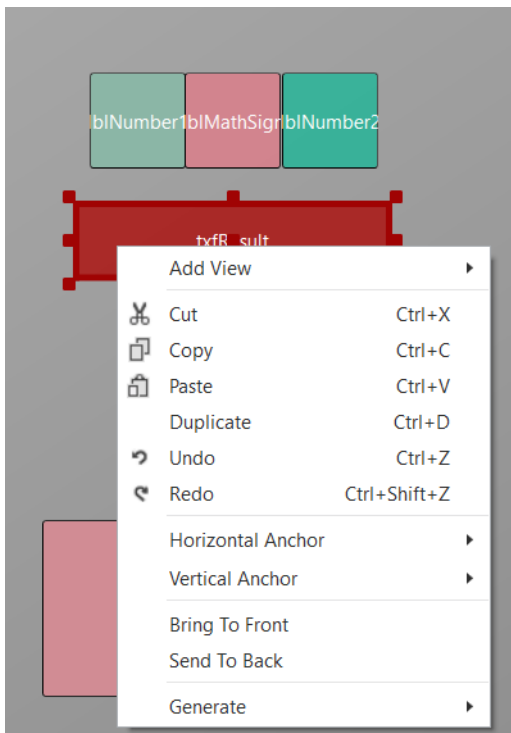 lblNumber1 lblMathSign lblNumber2
txfResult
Add View
Cut Ctrl+X
Copy Ctrl+C
Paste Ctrl+V
Duplicate Ctrl+D
Undo Ctrl+Z
Redo Ctrl+Shift+Z
Horizontal Anchor
Vertical Anchor
Bring To Front
Send To Back
Generate